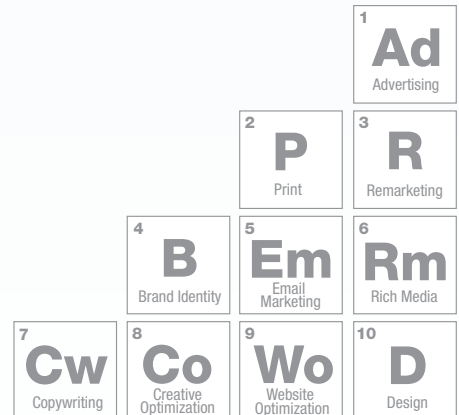 1
Ad
Advertising
2
P
Print
3
R
Remarketing
4
B
Brand Identity
5
Em
Email
Marketing
6
Rm
Rich Media
7
Cw
Copywriting
8
Co
Creative
Optimization
9
Wo
Website
Optimization
10
D
Design